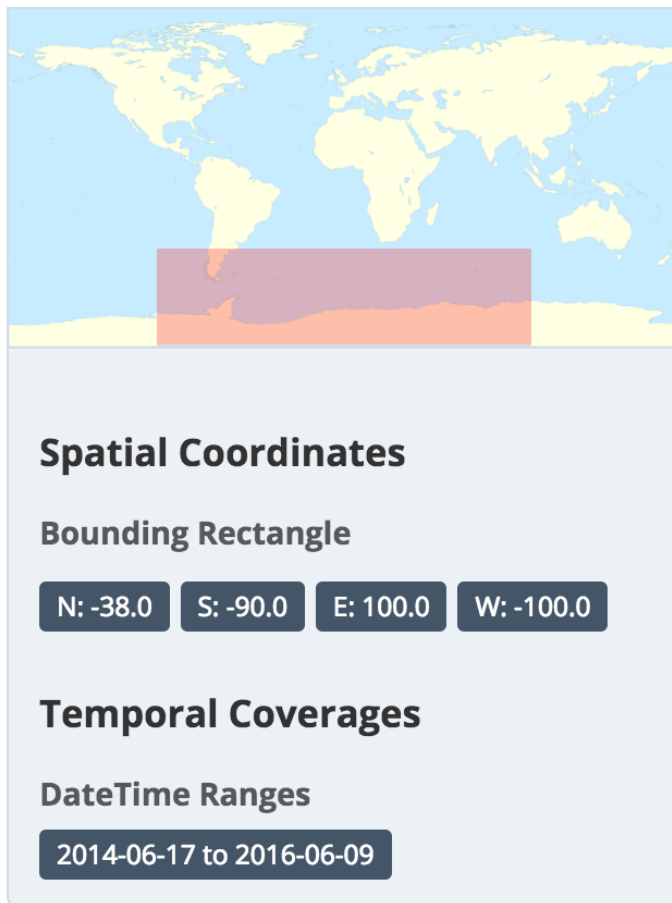 Spatial Coordinates
Bounding Rectangle
N: -38.0 S: -90.0 E: 100.0 W: -100.0
Temporal Coverages
DateTime Ranges
2014-06-17 to 2016-06-09